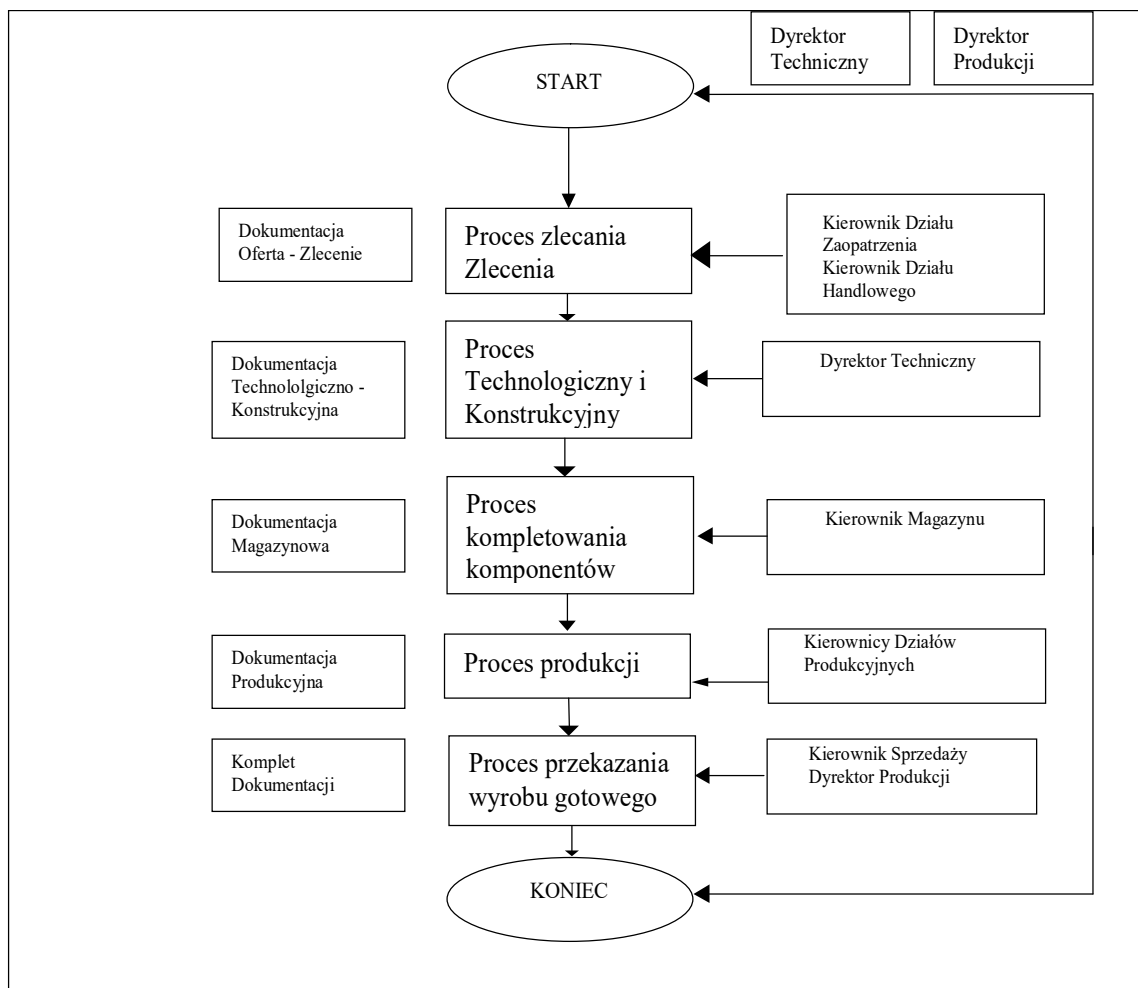 Dyrektor
Techniczny
Dyrektor
Produkcji
START
Dokumentacja
Oferta - Zlecenie
Proces zlecania
Zlecenia
Kierownik Działu
Zaopatrzenia
Kierownik Działu
Handlowego
Dokumentacja
Technololgiczno -
Konstrukcyjna
Proces
Technologiczny i
Konstrukcyjny
Dyrektor Techniczny
Dokumentacja
Magazynowa
Proces
kompletowania
komponentów
Kierownik Magazynu
Dokumentacja
Produkcyjna
Proces produkcji
Kierownicy Działów
Produkcyjnych
Komplet
Dokumentacji
Proces przekazania
wyrobu gotowego
Kierownik Sprzedaży
Dyrektor Produkcji
KONIEC